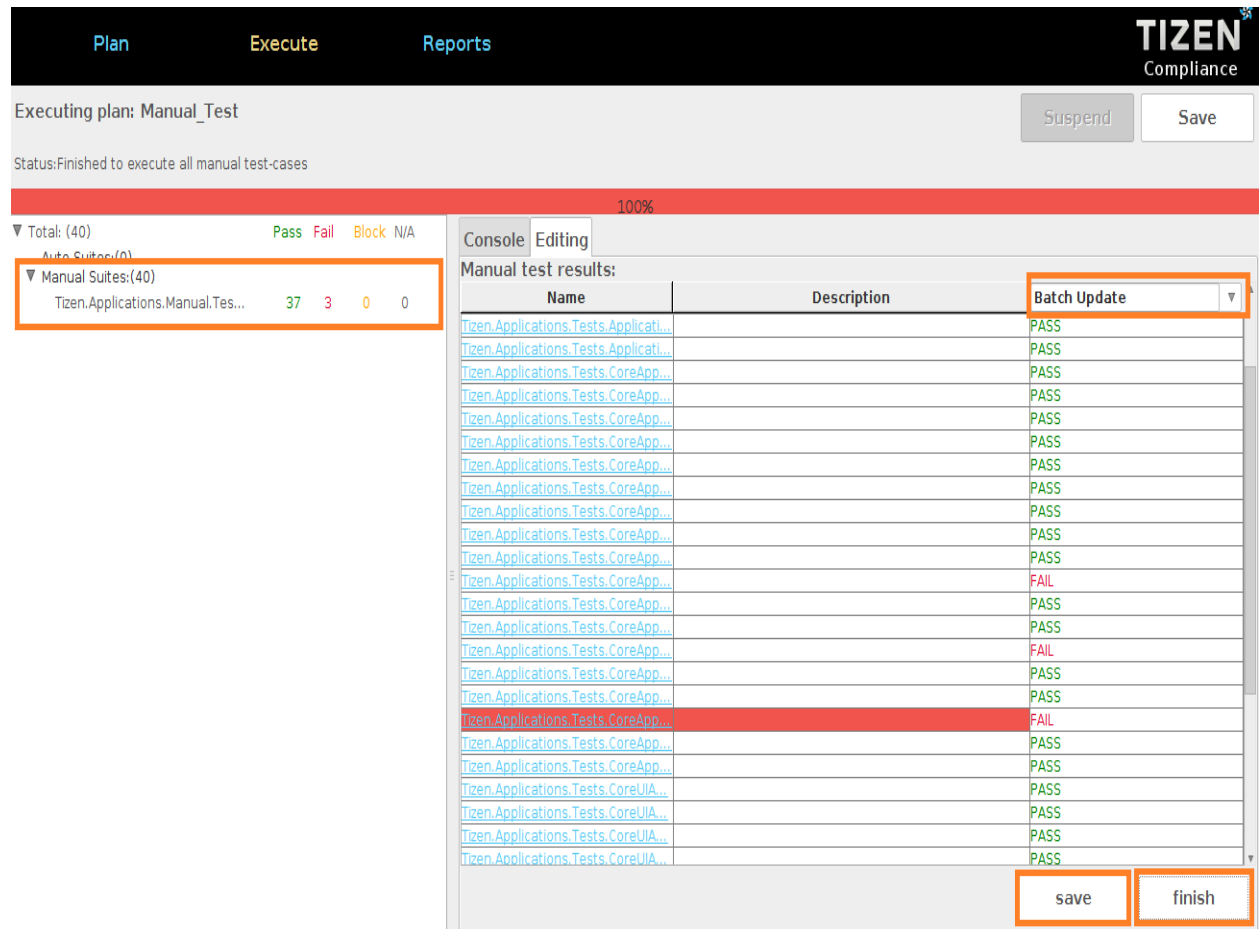 Plan Execute Reports TIZEN
Compliance
Executing plan: Manual_Test
Suspend Save
Status:Finished to execute all manual test-cases
100%
Total: (40) Pass Fail Block N/A
Auto Suites:(0)
Manual Suites:(40)
Tizen.Applications.Manual.Tes... 37 3 0 0
Console Editing
Manual test results:
Name Description Batch Update
Tizen.Applications.Tests.Applicati... PASS
Tizen.Applications.Tests.Applicati... PASS
Tizen.Applications.Tests.CoreApp... PASS
Tizen.Applications.Tests.CoreApp... PASS
Tizen.Applications.Tests.CoreApp... PASS
Tizen.Applications.Tests.CoreApp... PASS
Tizen.Applications.Tests.CoreApp... PASS
Tizen.Applications.Tests.CoreApp... PASS
Tizen.Applications.Tests.CoreApp... PASS
Tizen.Applications.Tests.CoreApp... PASS
Tizen.Applications.Tests.CoreApp... PASS
Tizen.Applications.Tests.CoreApp... FAIL
Tizen.Applications.Tests.CoreApp... PASS
Tizen.Applications.Tests.CoreApp... PASS
Tizen.Applications.Tests.CoreApp... FAIL
Tizen.Applications.Tests.CoreApp... PASS
Tizen.Applications.Tests.CoreApp... PASS
Tizen.Applications.Tests.CoreApp... FAIL
Tizen.Applications.Tests.CoreApp... PASS
Tizen.Applications.Tests.CoreApp... PASS
Tizen.Applications.Tests.CoreUIA... PASS
Tizen.Applications.Tests.CoreUIA... PASS
Tizen.Applications.Tests.CoreUIA... PASS
Tizen.Applications.Tests.CoreUIA... PASS
save finish